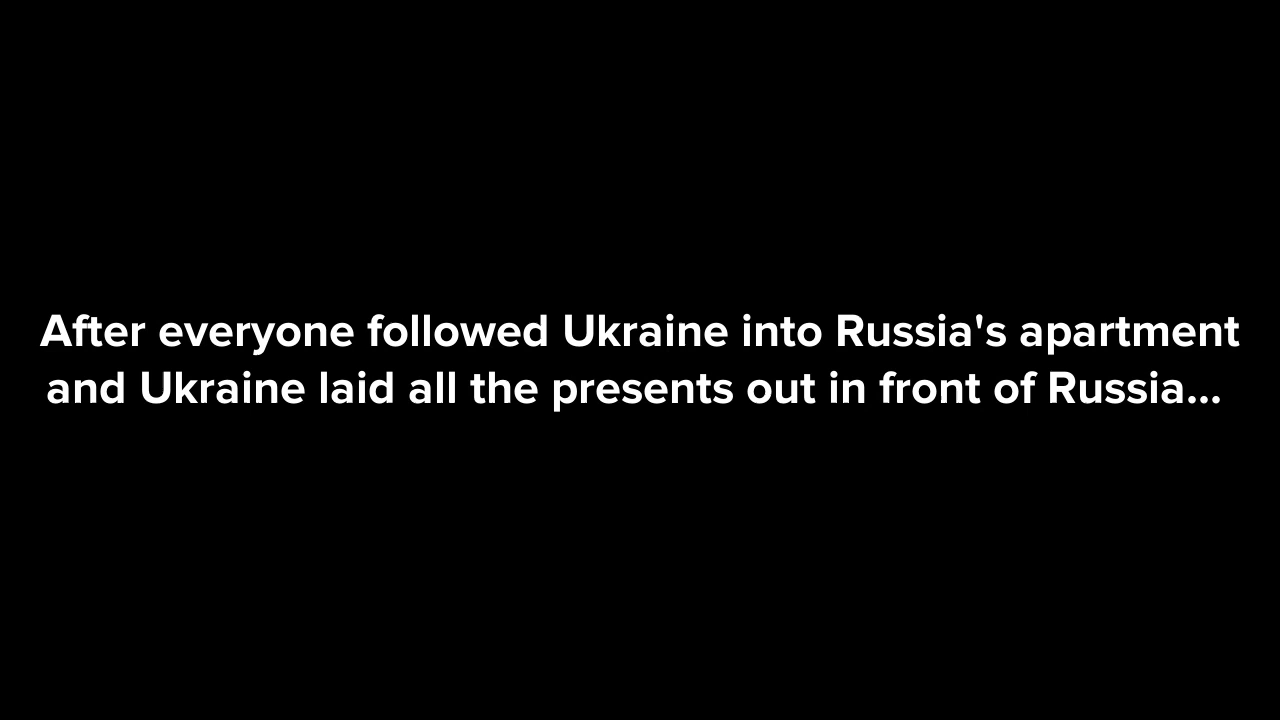 After everyone followed Ukraine into Russia's apartment
and Ukraine laid all the presents out in front of Russia...